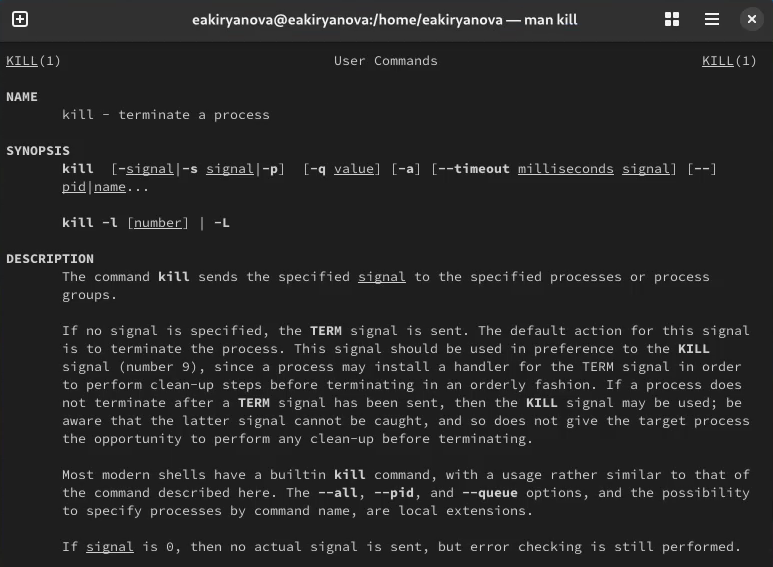 eakiryanova@eakiryanova:/home/eakiryanova — man kill
KILL(1) User Commands KILL(1)
NAME
kill - terminate a process
SYNOPSIS
kill [-signal|-s signal|-p] [-q value] [-a] [--timeout milliseconds signal] [--]
pid|name...
kill -l [number] | -L
DESCRIPTION
The command kill sends the specified signal to the specified processes or process
groups.
If no signal is specified, the TERM signal is sent. The default action for this signal
is to terminate the process. This signal should be used in preference to the KILL
signal (number 9), since a process may install a handler for the TERM signal in order
to perform clean-up steps before terminating in an orderly fashion. If a process does
not terminate after a TERM signal has been sent, then the KILL signal may be used; be
aware that the latter signal cannot be caught, and so does not give the target process
the opportunity to perform any clean-up before terminating.
Most modern shells have a builtin kill command, with a usage rather similar to that of
the command described here. The --all, --pid, and --queue options, and the possibility
to specify processes by command name, are local extensions.
If signal is 0, then no actual signal is sent, but error checking is still performed.